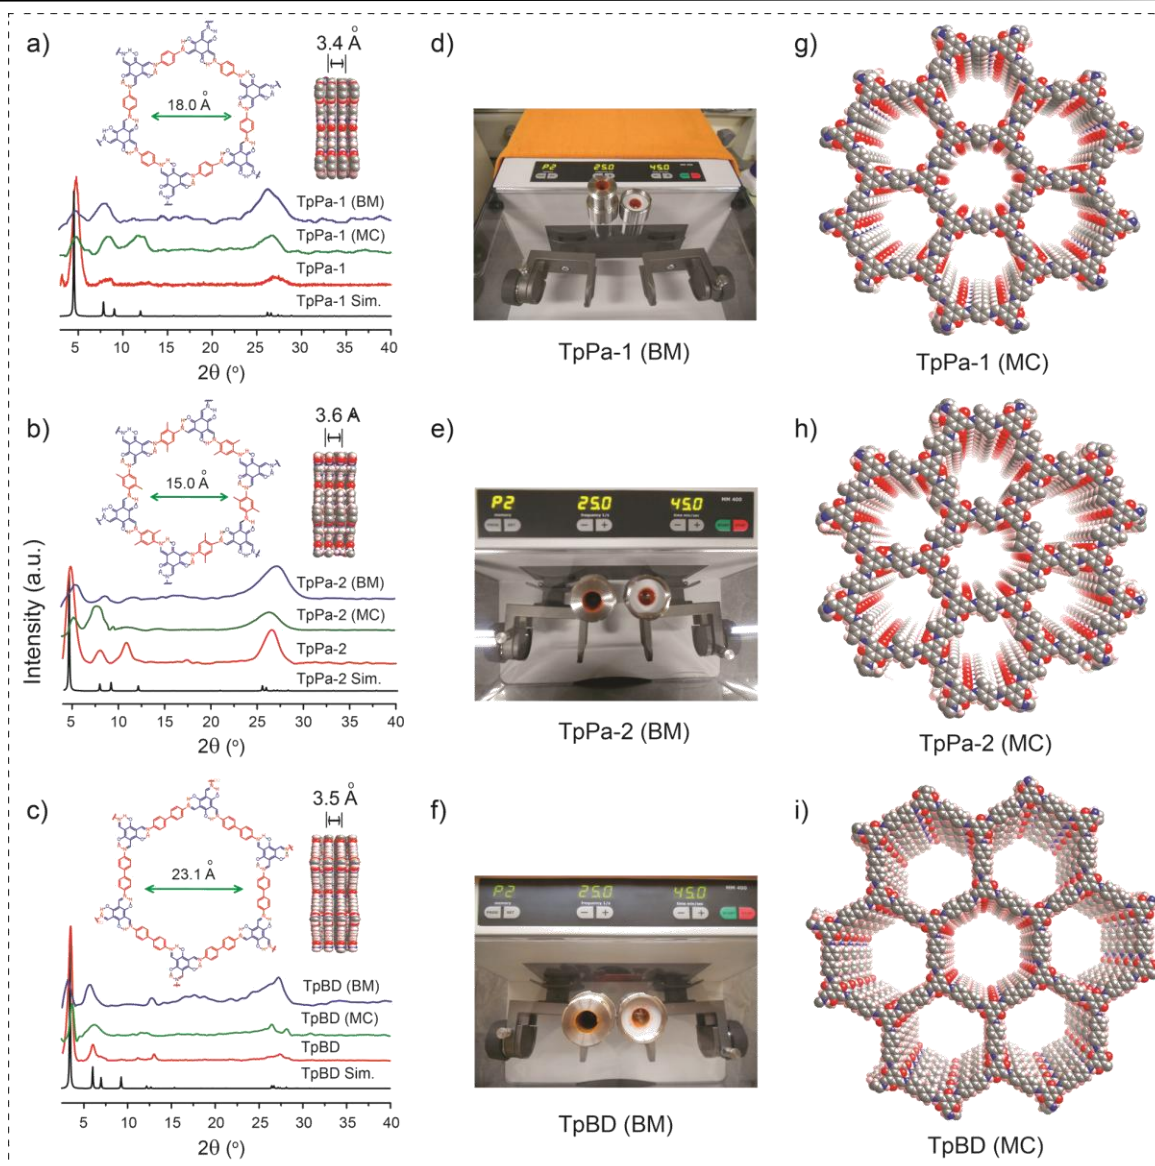 a)
3.4 Å
18.0 Å
TpPa-1 (BM)
TpPa-1 (MC)
TpPa-1
TpPa-1 Sim.
5 10 15 20 25 30 35 40
2θ (°)
b)
3.6 Å
15.0 Å
TpPa-2 (BM)
TpPa-2 (MC)
TpPa-2
TpPa-2 Sim.
5 10 15 20 25 30 35 40
2θ (°)
Intensity (a.u.)
c)
3.5 Å
23.1 Å
TpBD (BM)
TpBD (MC)
TpBD
TpBD Sim.
5 10 15 20 25 30 35 40
2θ (°)
d)
P2 25.0 45.0
TpPa-1 (BM)
e)
P2 25.0 45.0 MM 400
TpPa-2 (BM)
f)
P2 25.0 45.0 MM 400
TpBD (BM)
g)
TpPa-1 (MC)
h)
TpPa-2 (MC)
i)
TpBD (MC)